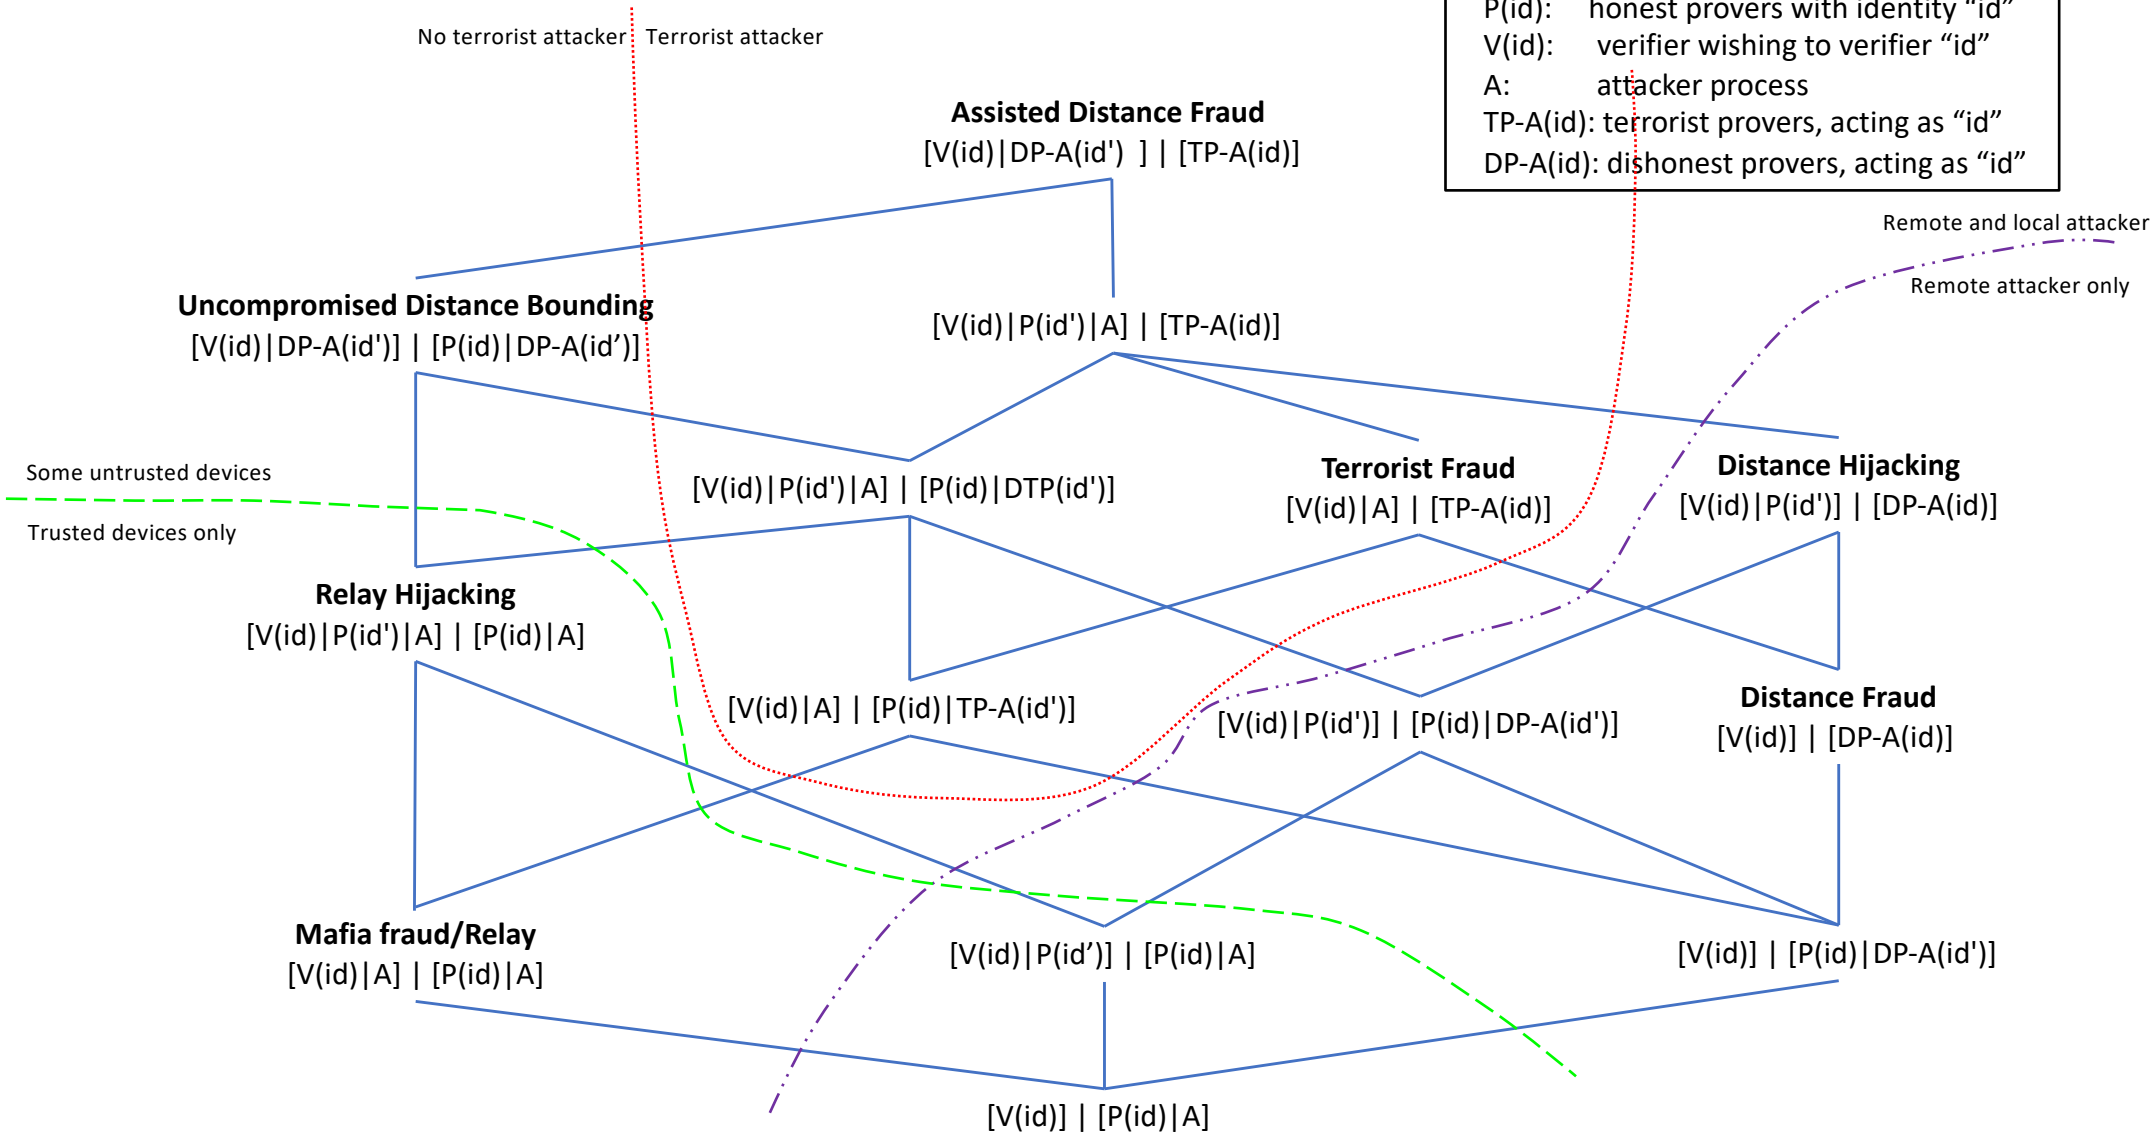 P(id): honest provers with identity “id”
V(id): verifier wishing to verifier “id”
A: attacker process
TP-A(id): terrorist provers, acting as “id”
DP-A(id): dishonest provers, acting as “id”
No terrorist attacker
Terrorist attacker
Assisted Distance Fraud
[V(id)|DP-A(id') ] | [TP-A(id)]
Remote and local attacker
Remote attacker only
Uncompromised Distance Bounding
[V(id)|DP-A(id')] | [P(id)|DP-A(id’)]
[V(id)|P(id')|A] | [TP-A(id)]
Some untrusted devices
Trusted devices only
[V(id)|P(id')|A] | [P(id)|DTP(id')]
Terrorist Fraud
[V(id)|A] | [TP-A(id)]
Distance Hijacking
[V(id)|P(id')] | [DP-A(id)]
Relay Hijacking
[V(id)|P(id')|A] | [P(id)|A]
[V(id)|A] | [P(id)|TP-A(id')]
[V(id)|P(id')] | [P(id)|DP-A(id')]
Distance Fraud
[V(id)] | [DP-A(id)]
Mafia fraud/Relay
[V(id)|A] | [P(id)|A]
[V(id)|P(id’)] | [P(id)|A]
[V(id)] | [P(id)|DP-A(id')]
[V(id)] | [P(id)|A]